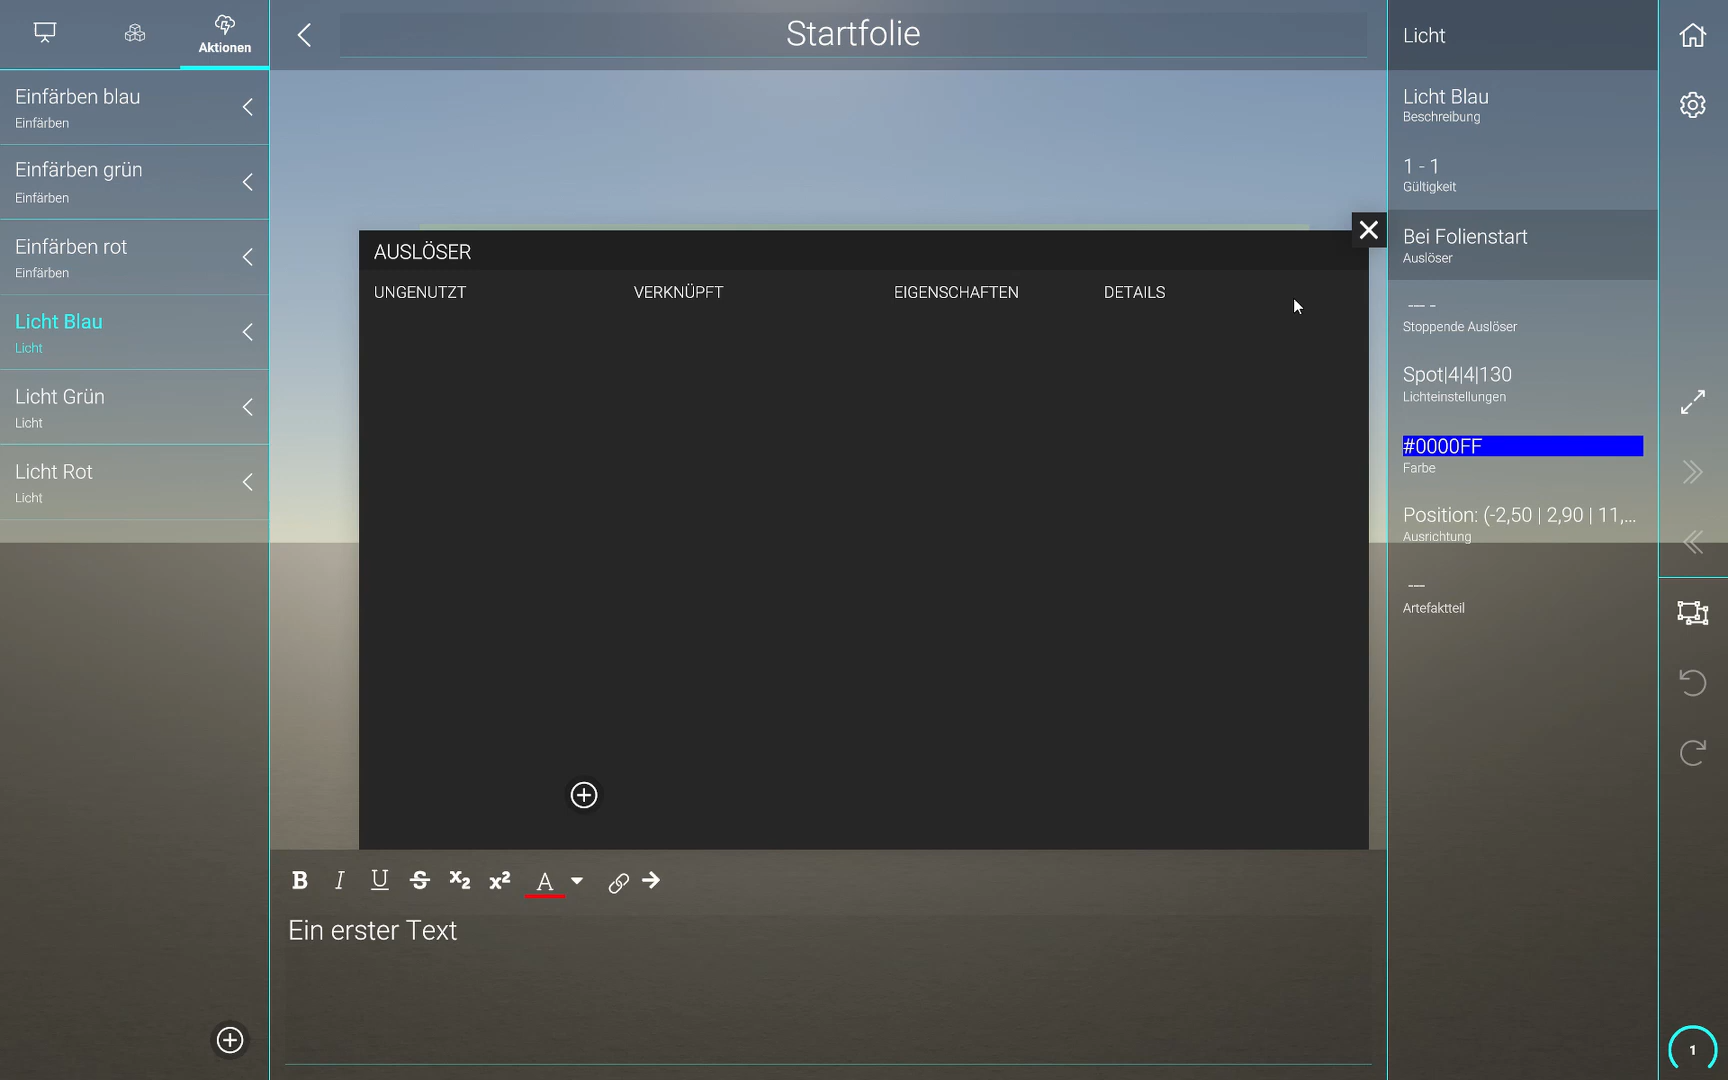 Aktionen
Einfärben blau
Einfärben
Einfärben grün
Einfärben
Einfärben rot
Einfärben
Licht Blau
Licht
Licht Grün
Licht
Licht Rot
Licht
Startfolie
AUSLÖSER
UNGENUTZT VERKNÜPFT EIGENSCHAFTEN DETAILS
B I U S x₂ x² A
Ein erster Text
Licht
Licht Blau
Beschreibung
1 - 1
Gültigkeit
Bei Folienstart
Auslöser
--- -
Stoppende Auslöser
Spot|4|4|130
Lichteinstellungen
#0000FF
Farbe
Position: (-2,50 | 2,90 | 11,...
Ausrichtung
---
Artefaktteil
1